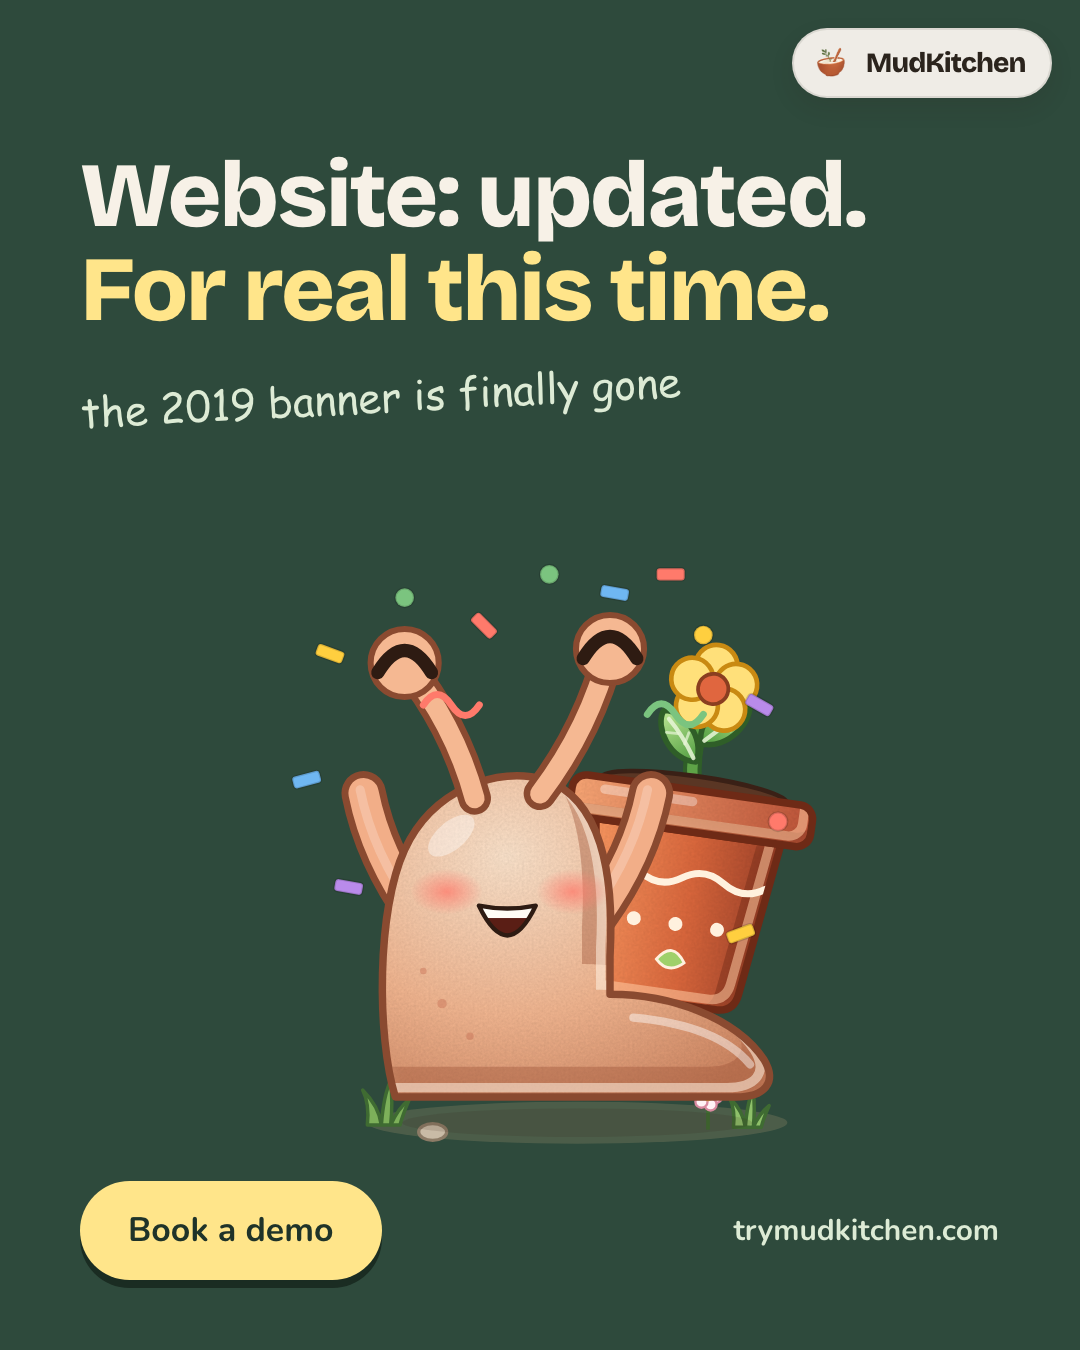 MudKitchen
Website: updated.
For real this time.
the 2019 banner is finally gone
Book a demo
trymudkitchen.com